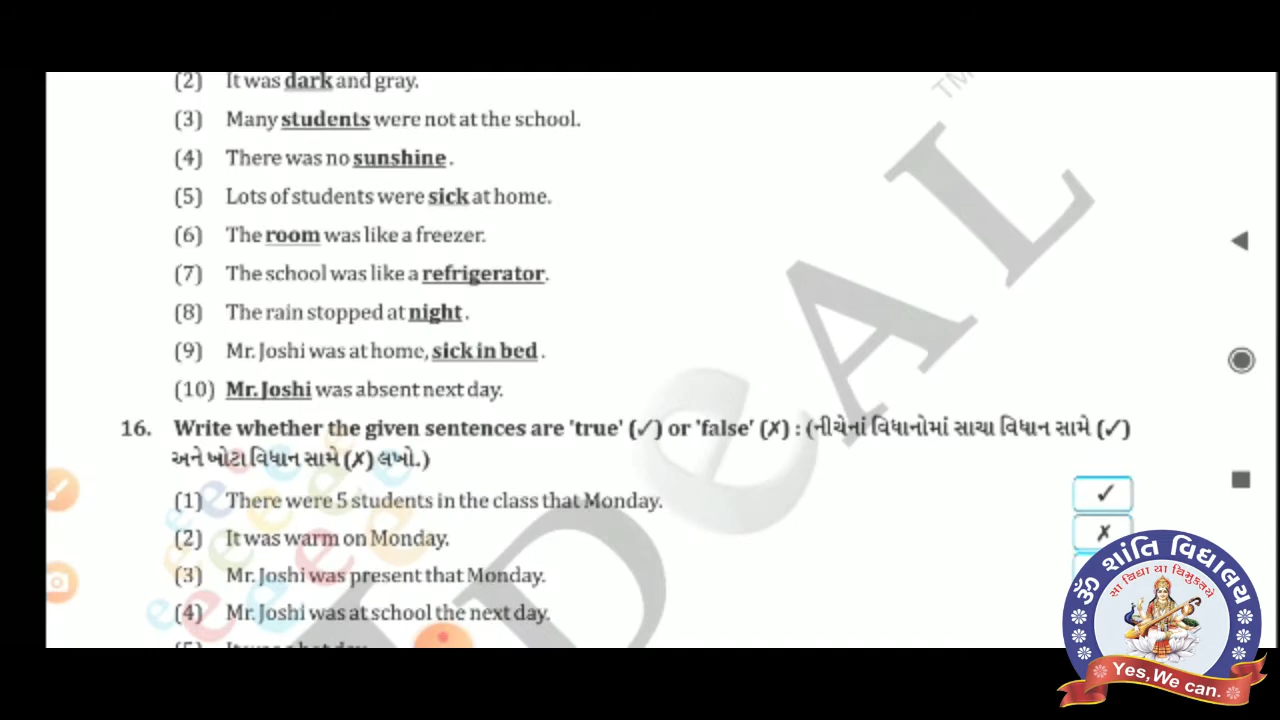 TM
(2) It was dark and gray.
(3) Many students were not at the school.
(4) There was no sunshine.
(5) Lots of students were sick at home.
(6) The room was like a freezer.
(7) The school was like a refrigerator.
(8) The rain stopped at night.
(9) Mr. Joshi was at home, sick in bed.
(10) Mr. Joshi was absent next day.
16. Write whether the given sentences are 'true' (✓) or 'false' (✗) : (નીચેનાં વિધાનોમાં સાચા વિધાન સામે (✓)
અને ખોટા વિધાન સામે (✗) લખો.)
(1) There were 5 students in the class that Monday. ✓
(2) It was warm on Monday. ✗
(3) Mr. Joshi was present that Monday.
(4) Mr. Joshi was at school the next day.
IDeAL
ૐ શાંતિ વિદ્યાલય
સા વિદ્યા યા વિમુક્તયે
Yes, We can.